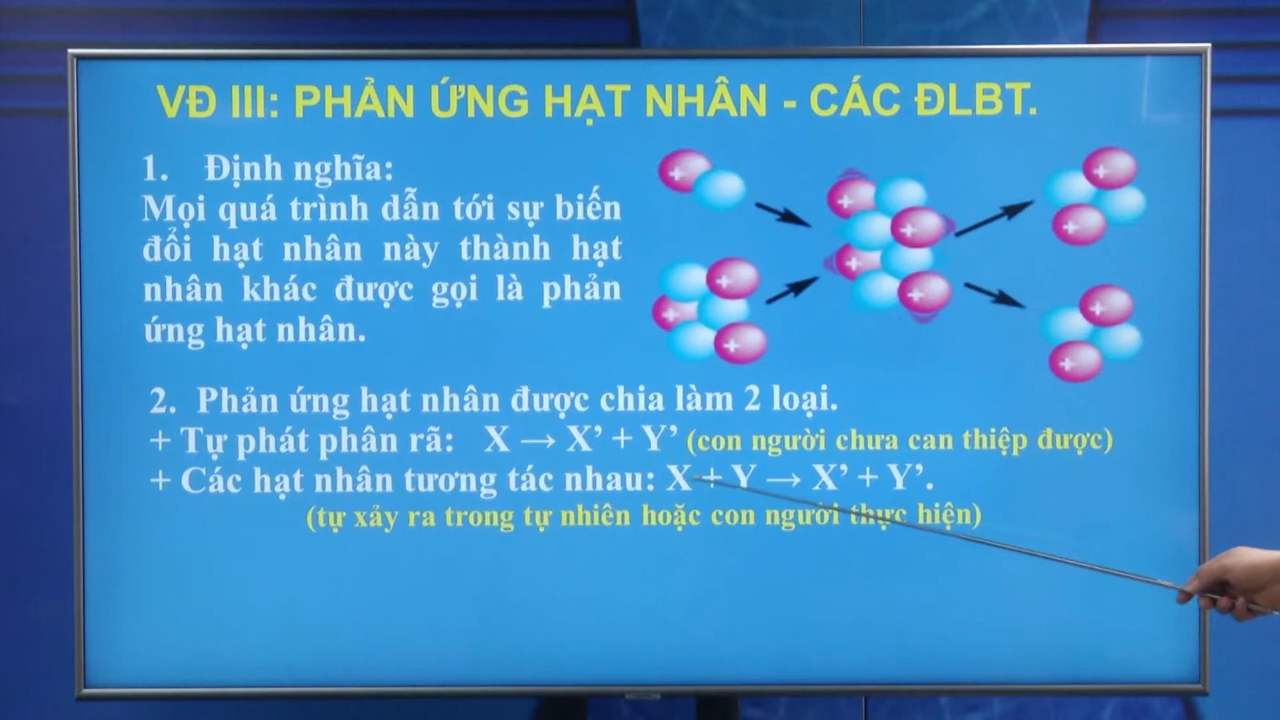 VĐ III: PHẢN ỨNG HẠT NHÂN - CÁC ĐLBT.
1. Định nghĩa:
Mọi quá trình dẫn tới sự biến
đổi hạt nhân này thành hạt
nhân khác được gọi là phản
ứng hạt nhân.
2. Phản ứng hạt nhân được chia làm 2 loại.
+ Tự phát phân rã: X → X’ + Y’ (con người chưa can thiệp được)
+ Các hạt nhân tương tác nhau: X + Y → X’ + Y’.
(tự xảy ra trong tự nhiên hoặc con người thực hiện)